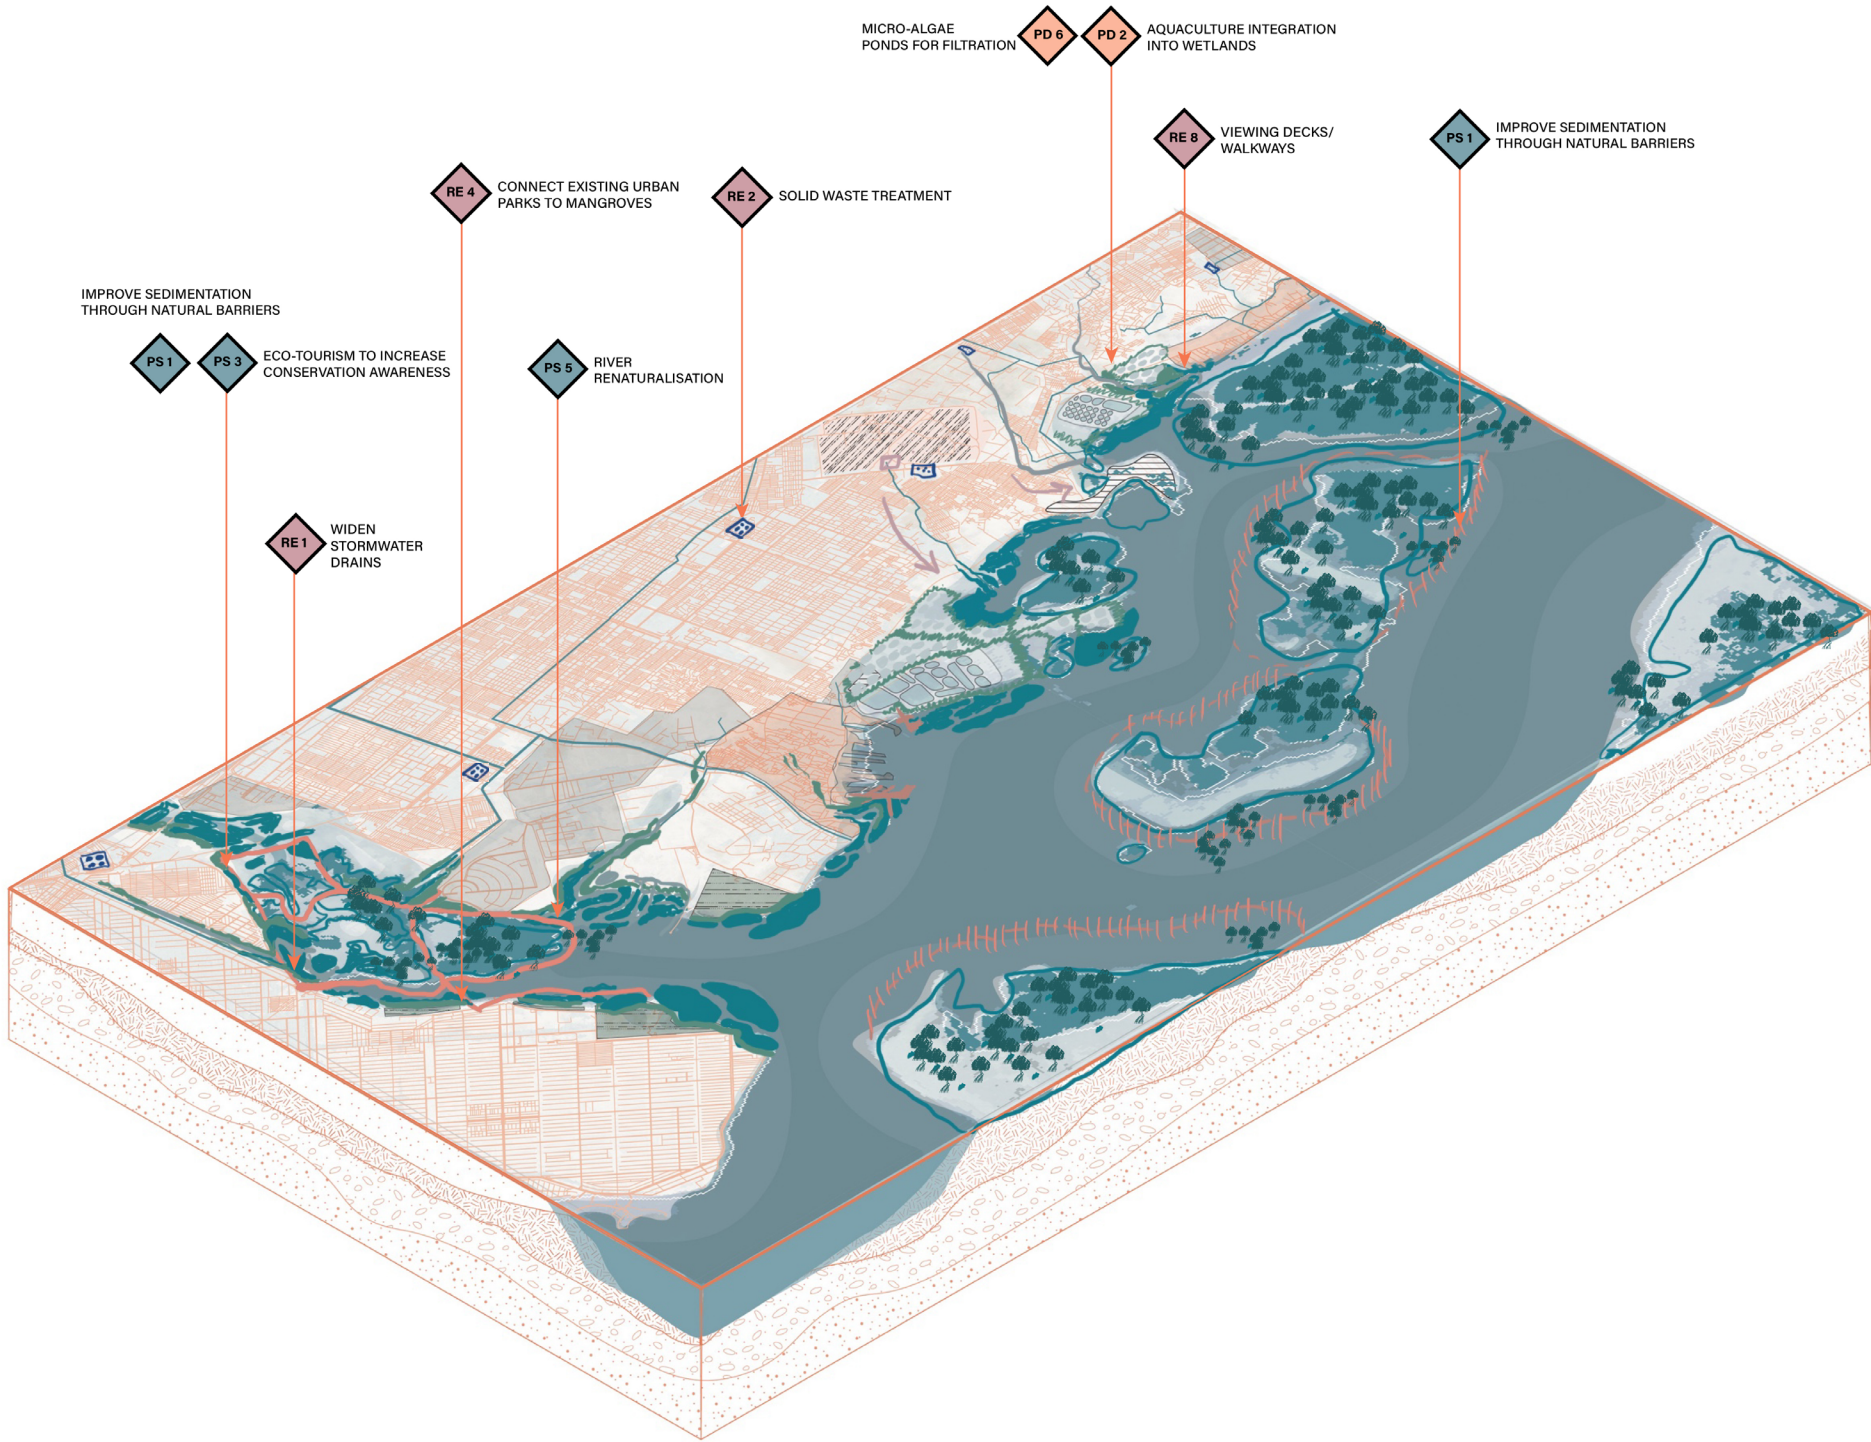 MICRO-ALGAE
PONDS FOR FILTRATION
PD 6
PD 2
AQUACULTURE INTEGRATION
INTO WETLANDS
RE 8
VIEWING DECKS/
WALKWAYS
PS 1
IMPROVE SEDIMENTATION
THROUGH NATURAL BARRIERS
RE 4
CONNECT EXISTING URBAN
PARKS TO MANGROVES
RE 2
SOLID WASTE TREATMENT
IMPROVE SEDIMENTATION
THROUGH NATURAL BARRIERS
PS 1
PS 3
ECO-TOURISM TO INCREASE
CONSERVATION AWARENESS
PS 5
RIVER
RENATURALISATION
RE 1
WIDEN
STORMWATER
DRAINS